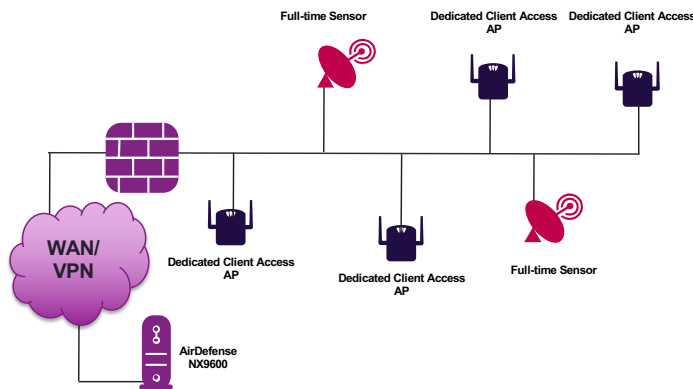 Full-time Sensor
Dedicated Client Access
AP
Dedicated Client Access
AP
WAN/
VPN
Dedicated Client Access
AP
Dedicated Client Access
AP
Full-time Sensor
AirDefense
NX9600